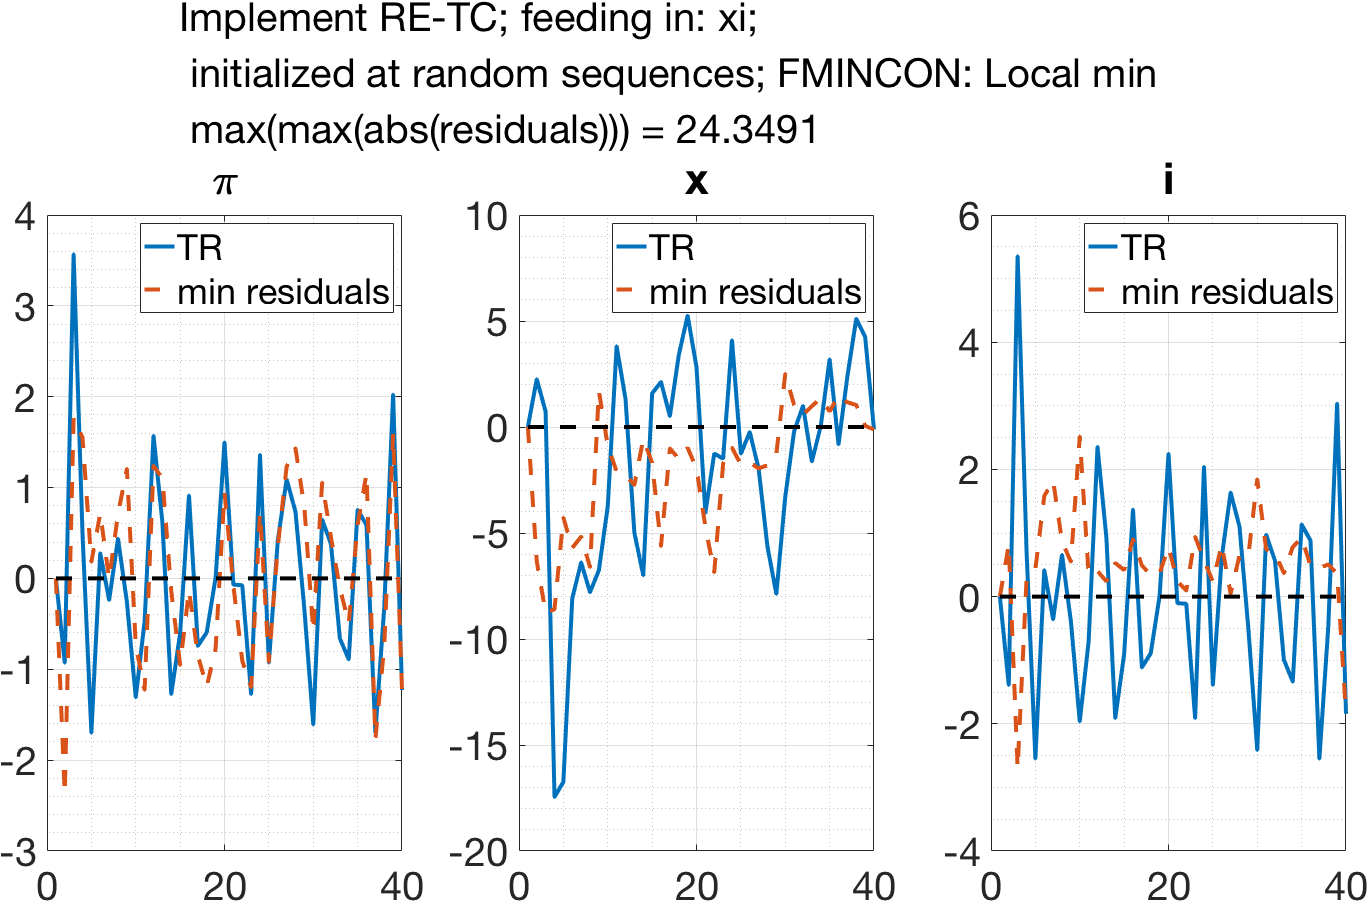 Implement RE-TC; feeding in: xi;
initialized at random sequences; FMINCON: Local min
max(max(abs(residuals))) = 24.3491
π
x
i
4
3
2
1
0
-1
-2
-3
0
20
40
TR
min residuals
10
5
0
-5
-10
-15
-20
0
20
40
TR
min residuals
6
4
2
0
-2
-4
0
20
40
TR
min residuals